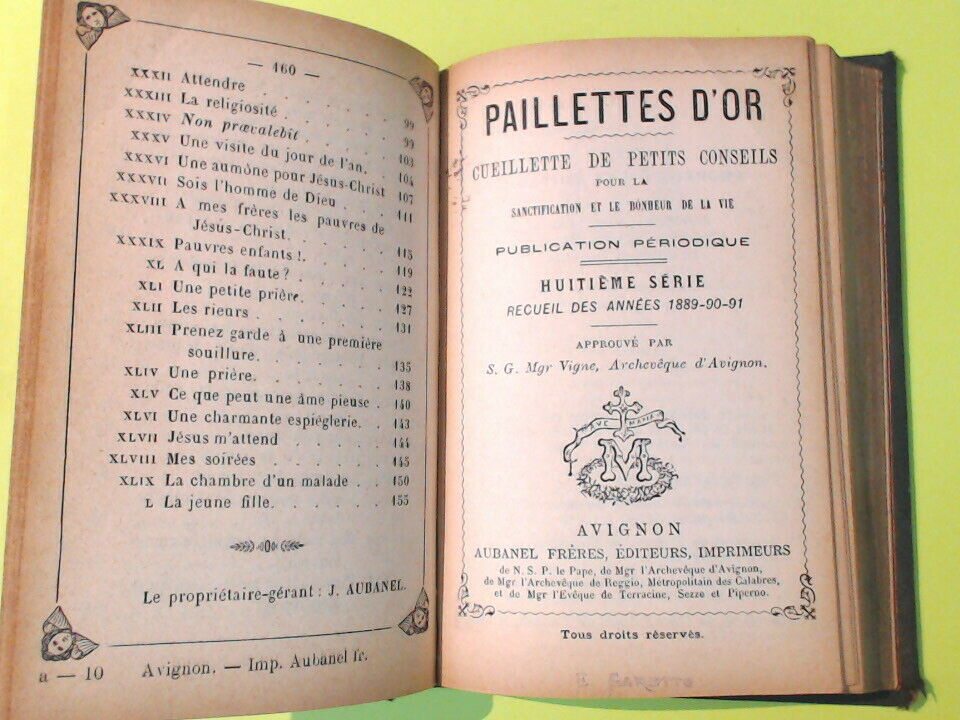 — 160 —
XXXII Attendre . . . . . . 99
XXXIII La religiosité . . . . . 99
XXXIV Non prævalebit . . . . . 103
XXXV Une visite du jour de l'an. . 104
XXXVI Une aumône pour Jésus-Christ 107
XXXVII Sois l'homme de Dieu . . . 111
XXXVIII A mes frères les pauvres de
Jésus-Christ. . . . . . 115
XXXIX Pauvres enfants !. . . . . 119
XL A qui la faute ? . . . . . 122
XLI Une petite prière. . . . . 127
XLII Les rieurs . . . . . . 131
XLIII Prenez garde à une première
souillure. . . . . . . 135
XLIV Une prière. . . . . . . 138
XLV Ce que peut une âme pieuse . 140
XLVI Une charmante espièglerie. . 143
XLVII Jésus m'attend . . . . . 144
XLVIII Mes soirées . . . . . . 145
XLIX La chambre d'un malade . . 150
L La jeune fille. . . . . . 155
Le propriétaire-gérant : J. AUBANEL.
a — 10 Avignon. — Imp. Aubanel fr.
PAILLETTES D'OR
CUEILLETTE DE PETITS CONSEILS
POUR LA
SANCTIFICATION ET LE BONHEUR DE LA VIE
PUBLICATION PÉRIODIQUE
HUITIÈME SÉRIE
RECUEIL DES ANNÉES 1889-90-91
APPROUVÉ PAR
S. G. Mgr Vigne, Archevêque d'Avignon.
AVE MARIA
AVIGNON
AUBANEL FRÈRES, ÉDITEURS, IMPRIMEURS
de N. S. P. le Pape, de Mgr l'Archevêque d'Avignon,
de Mgr l'Archevêque de Reggio, Métropolitain des Calabres,
et de Mgr l'Evêque de Terracine, Sezze et Piperno.
Tous droits réservés.